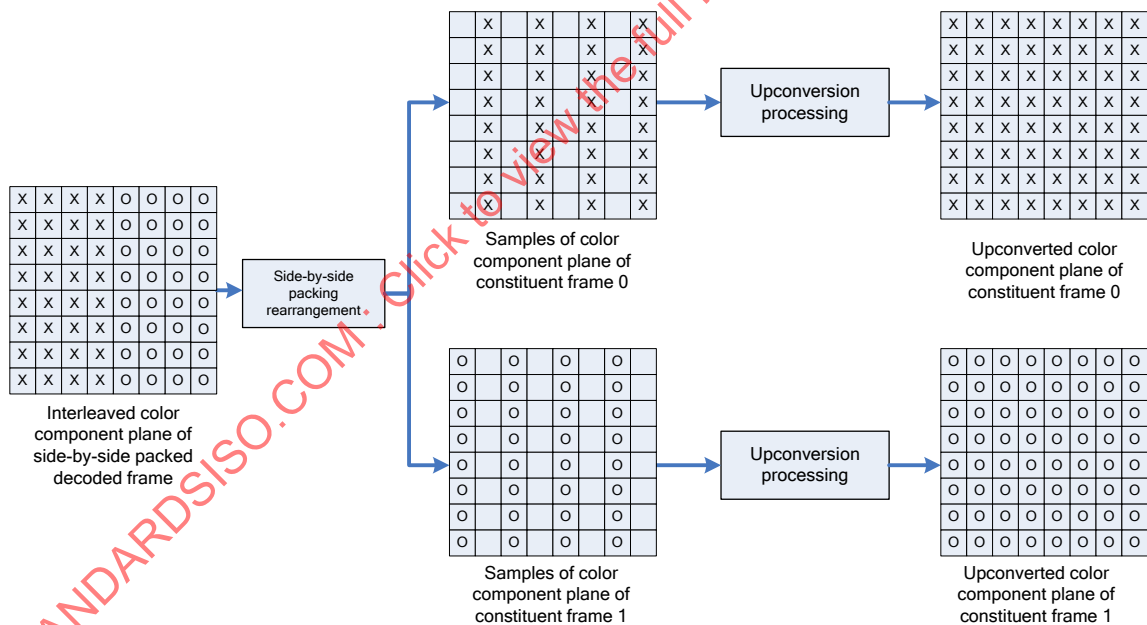 X X X X
X X X X
X X X X
X X X X
X X X X
X X X X
X X X X
X X X X
Samples of color
component plane of
constituent frame 0
Upconversion
processing
X X X X X X X X
X X X X X X X X
X X X X X X X X
X X X X X X X X
X X X X X X X X
X X X X X X X X
X X X X X X X X
X X X X X X X X
Upconverted color
component plane of
constituent frame 0
X X X X O O O O
X X X X O O O O
X X X X O O O O
X X X X O O O O
X X X X O O O O
X X X X O O O O
X X X X O O O O
X X X X O O O O
Interleaved color
component plane of
side-by-side packed
decoded frame
Side-by-side
packing
rearrangement
O O O O
O O O O
O O O O
O O O O
O O O O
O O O O
O O O O
O O O O
Samples of color
component plane of
constituent frame 1
Upconversion
processing
O O O O O O O O
O O O O O O O O
O O O O O O O O
O O O O O O O O
O O O O O O O O
O O O O O O O O
O O O O O O O O
O O O O O O O O
Upconverted color
component plane of
constituent frame 1
ANDARDSISO.COM : Click to view the full